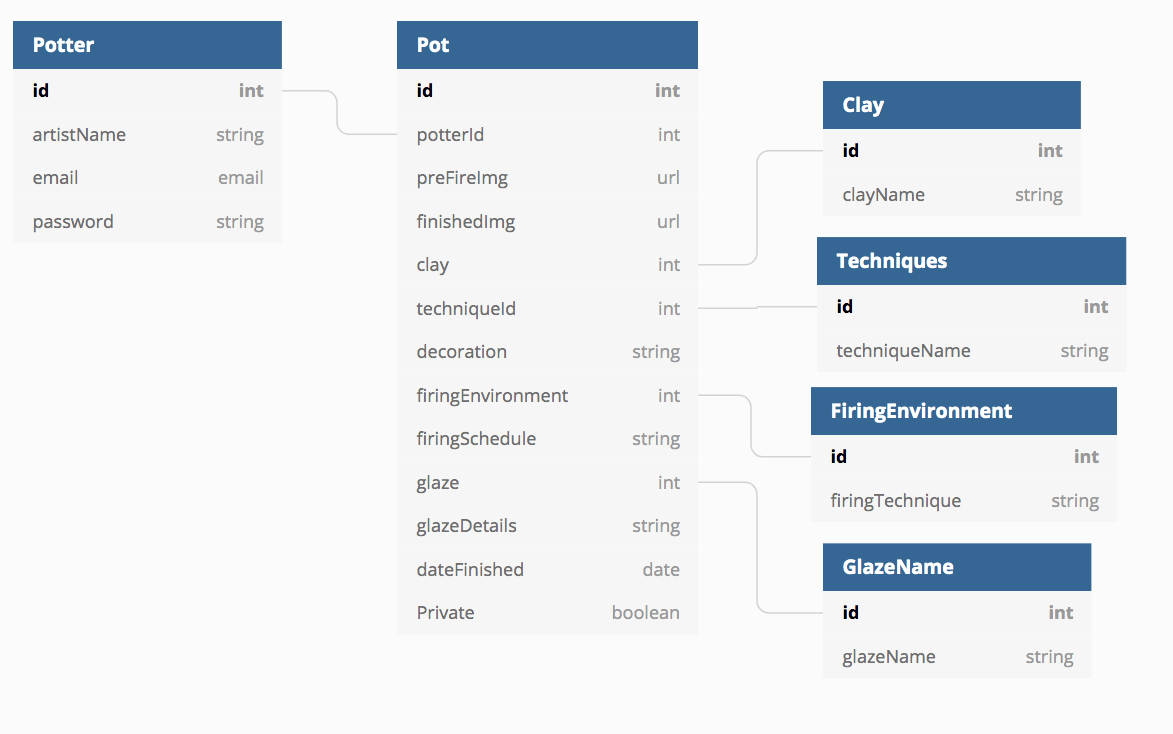 Potter
id int
artistName string
email email
password string
Pot
id int
potterId int
preFireImg url
finishedImg url
clay int
techniqueId int
decoration string
firingEnvironment int
firingSchedule string
glaze int
glazeDetails string
dateFinished date
Private boolean
Clay
id int
clayName string
Techniques
id int
techniqueName string
FiringEnvironment
id int
firingTechnique string
GlazeName
id int
glazeName string